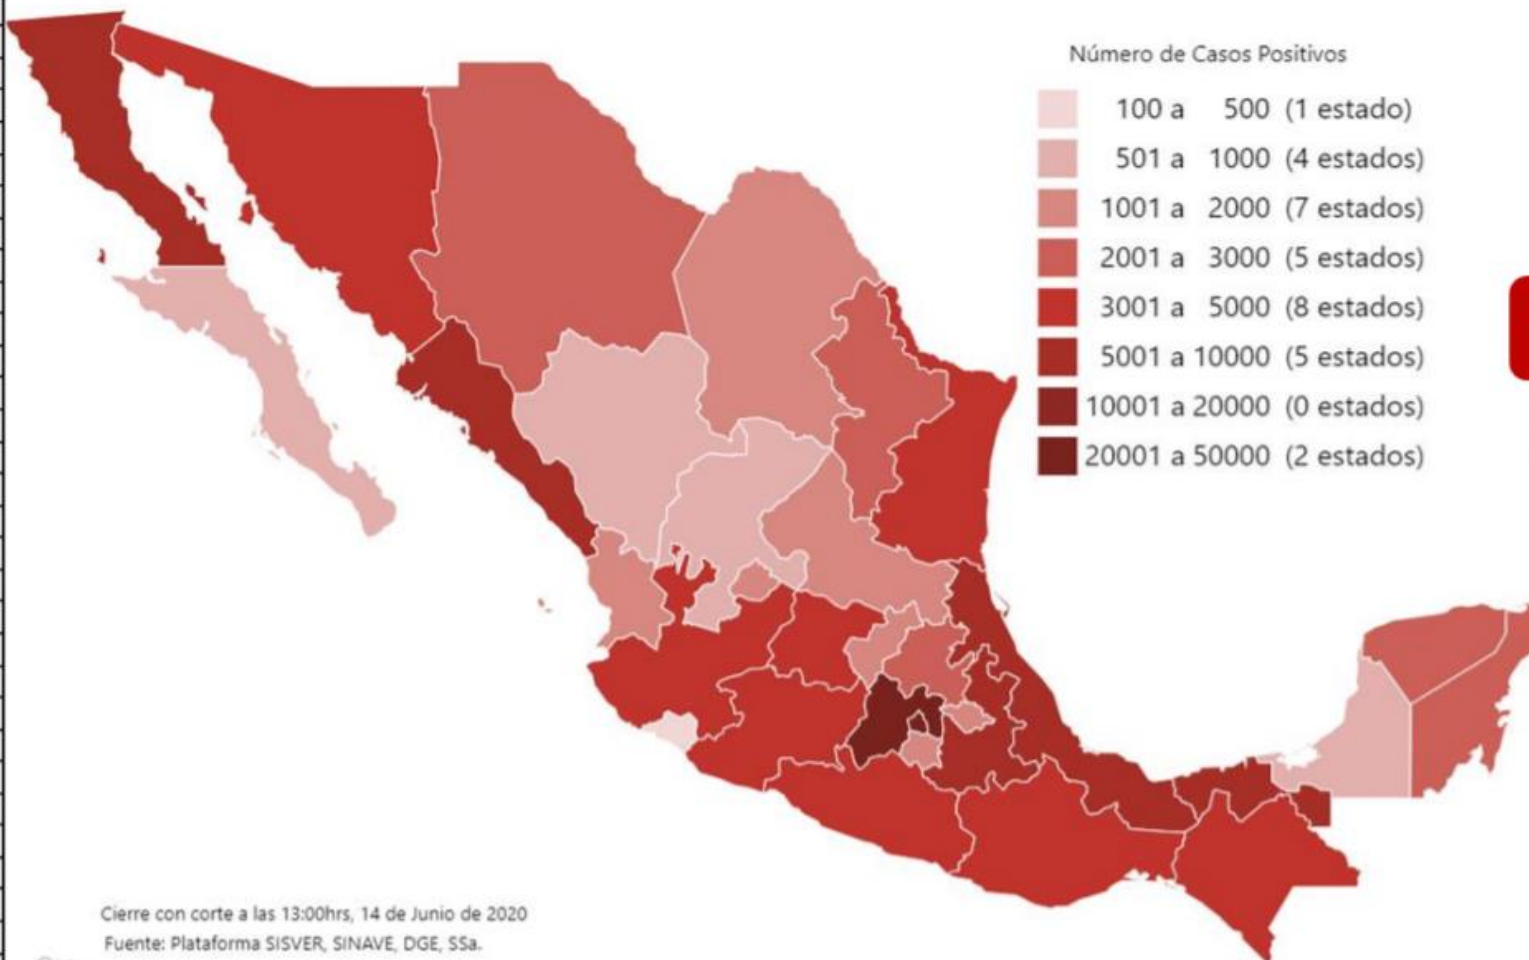 Número de Casos Positivos
100 a 500 (1 estado)
501 a 1000 (4 estados)
1001 a 2000 (7 estados)
2001 a 3000 (5 estados)
3001 a 5000 (8 estados)
5001 a 10000 (5 estados)
10001 a 20000 (0 estados)
20001 a 50000 (2 estados)
Cierre con corte a las 13:00hrs, 14 de Junio de 2020
Fuente: Plataforma SISVER, SINAVE, DGE, SSa.